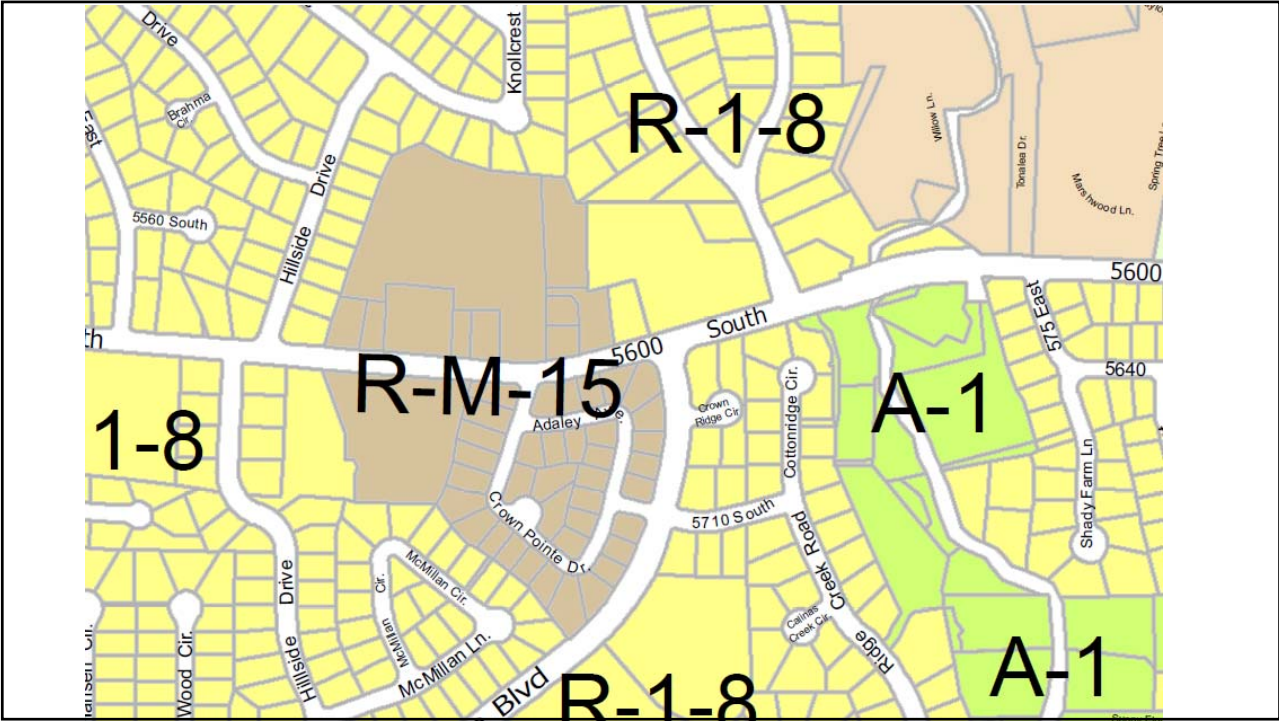 Drive
Knollcrest
Brahma
Cir.
East
R-1-8
Willow Ln.
Tonalea Dr.
Marshwood Ln.
Hillside Drive
5560 South
5600
South
5600
575 East
R-M-15
1-8
Adaley Ave.
Crown
Ridge Cir
Cottonridge Cir.
A-1
5640
Shady Farm Ln
Crown Pointe Dr.
5710 South
McMillan Cir.
Cir.
McMillan
McMillan Ln.
Hillside Drive
Wood Cir.
Creek Road
Ridge
Calinas
Creek Cir.
A-1
Blvd
R-1-8